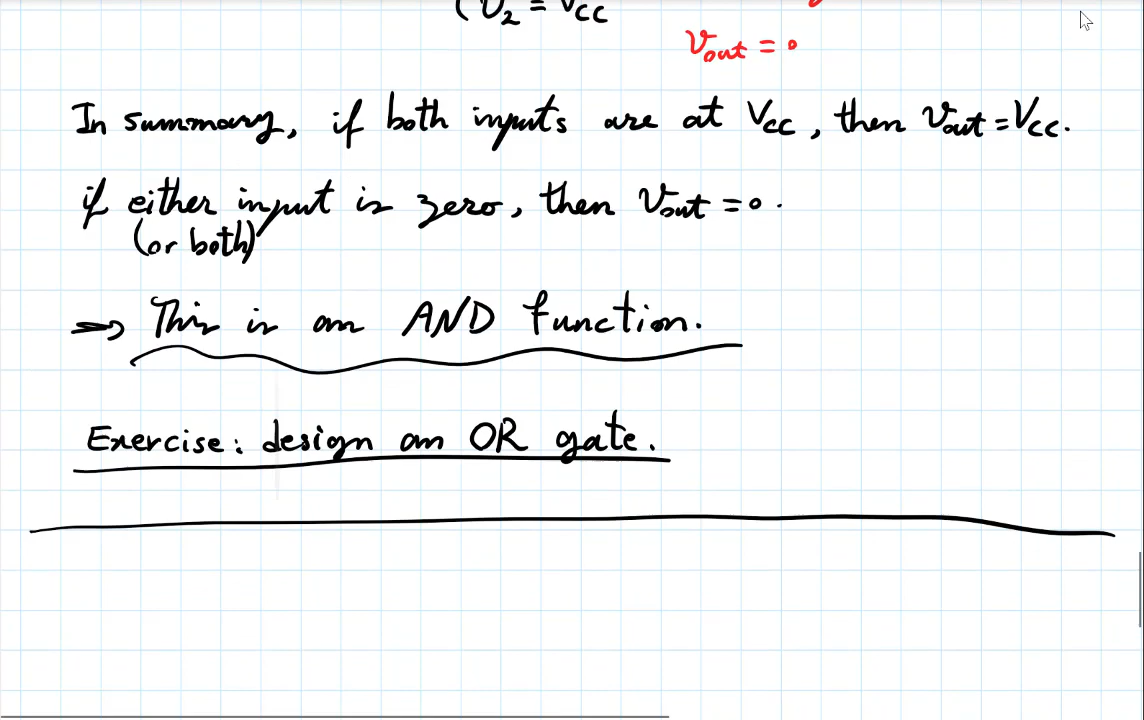 ( V₂ = Vcc
Vout = 0
In summary, if both inputs are at Vcc, then Vout = Vcc.
if either input is zero, then Vout = 0.
(or both)
⇒ This is an AND function.
Exercise: design an OR gate.